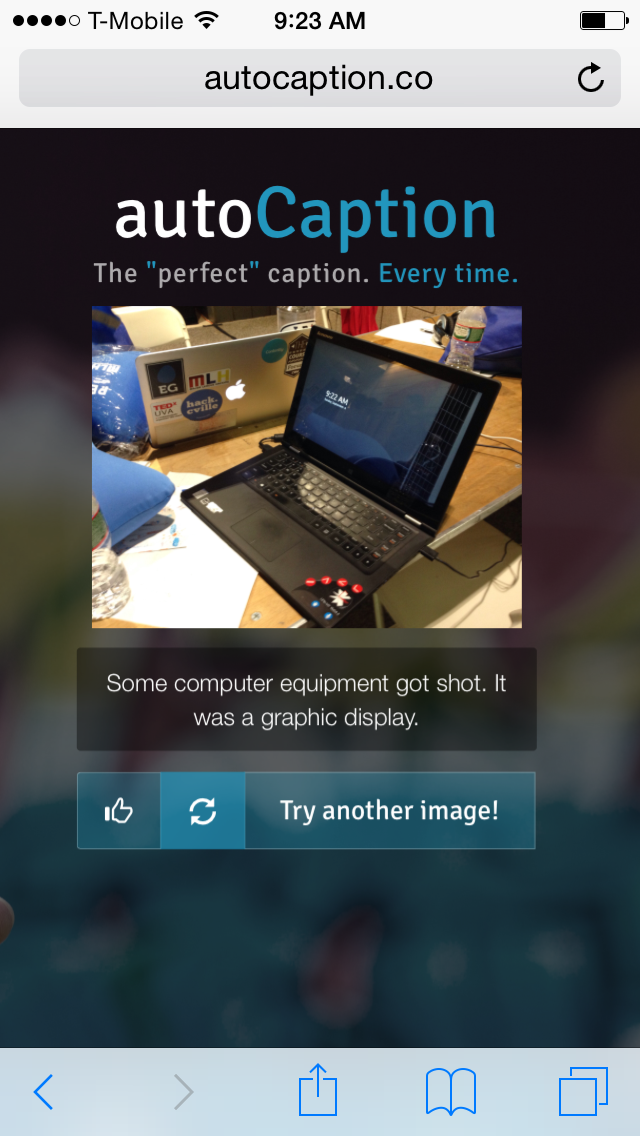 T-Mobile 9:23 AM
autocaption.co
autoCaption
The "perfect" caption. Every time.
EG
MLH
TEDx
UVA
hack.
cville
9:22 AM
Some computer equipment got shot. It
was a graphic display.
Try another image!